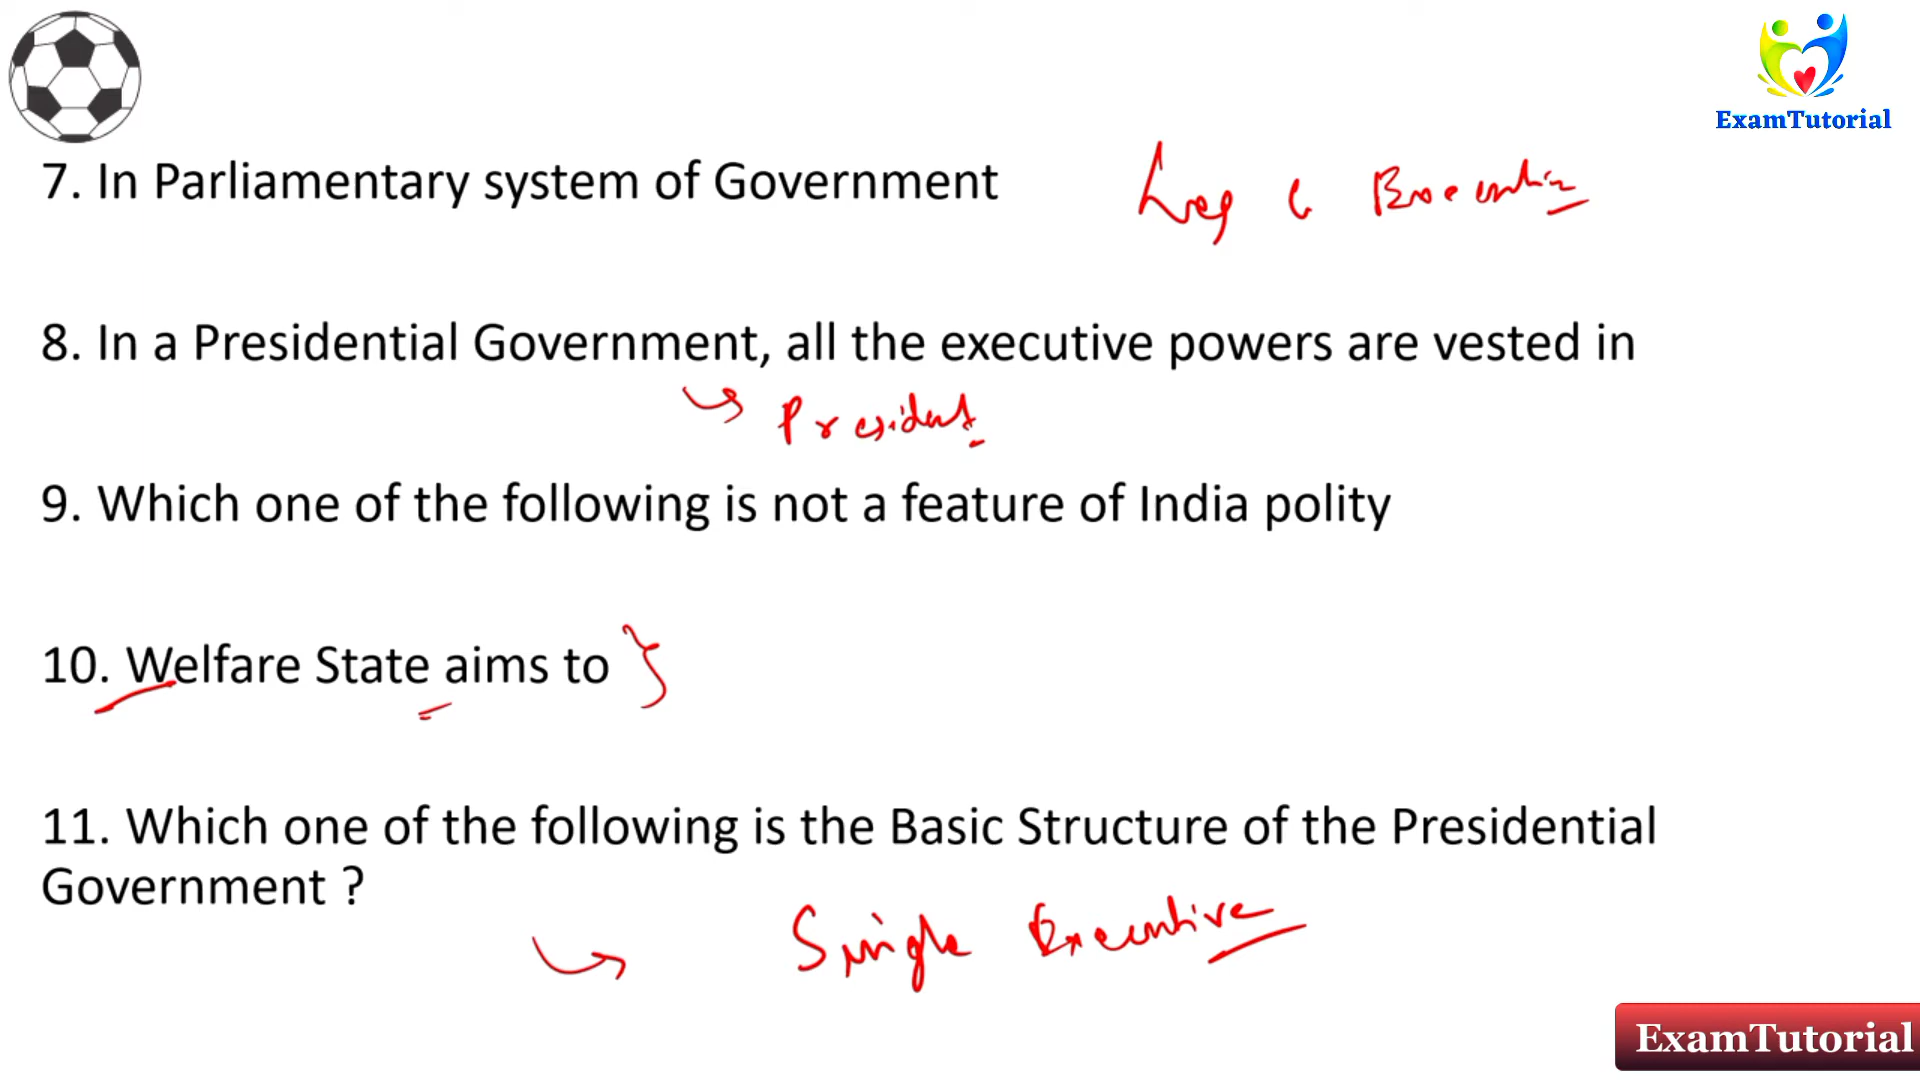 ExamTutorial
7. In Parliamentary system of Government
Leg & Executive
8. In a Presidential Government, all the executive powers are vested in
President
9. Which one of the following is not a feature of India polity
10. Welfare State aims to
11. Which one of the following is the Basic Structure of the Presidential
Government ?
Single Executive
ExamTutorial